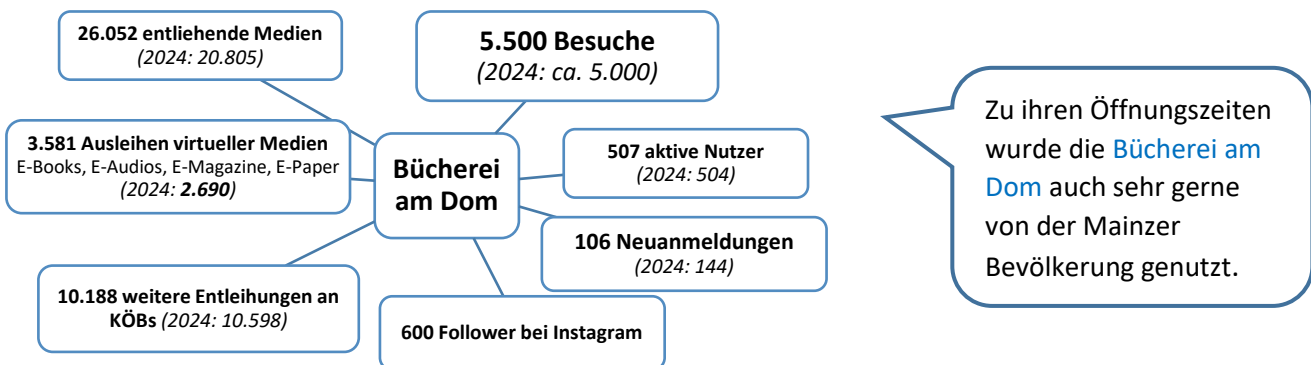 26.052 entliehende Medien
(2024: 20.805)
5.500 Besuche
(2024: ca. 5.000)
3.581 Ausleihen virtueller Medien
E-Books, E-Audios, E-Magazine, E-Paper
(2024: 2.690)
Bücherei
am Dom
507 aktive Nutzer
(2024: 504)
106 Neuanmeldungen
(2024: 144)
10.188 weitere Entleihungen an
KÖBs (2024: 10.598)
600 Follower bei Instagram
Zu ihren Öffnungszeiten
wurde die Bücherei am
Dom auch sehr gerne
von der Mainzer
Bevölkerung genutzt.